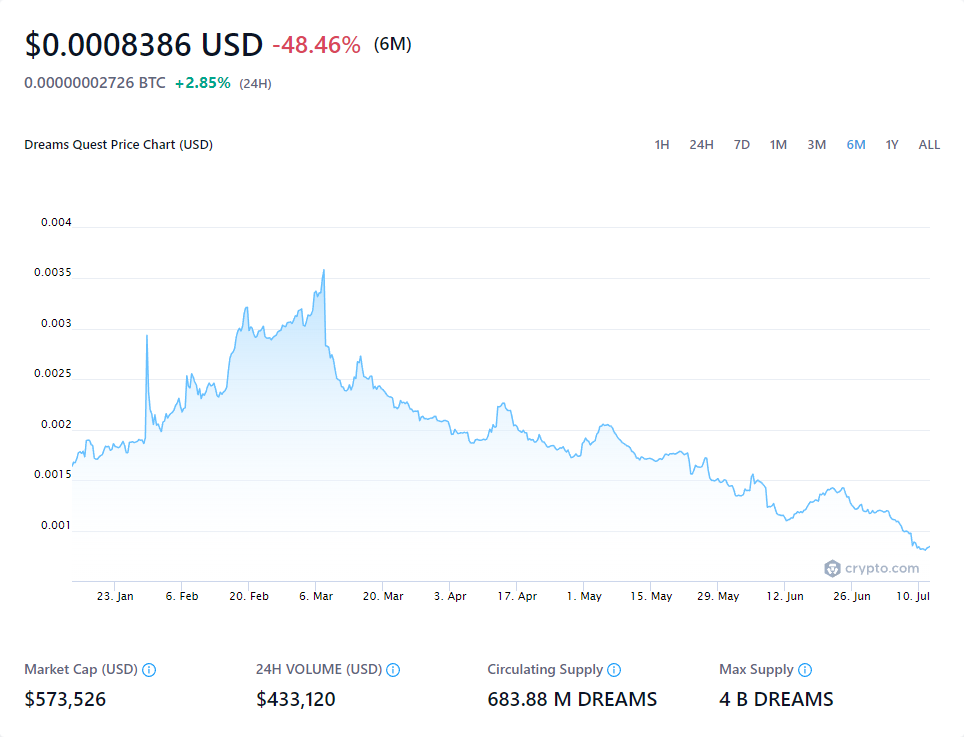 $0.0008386 USD -48.46% (6M)
0.00000002726 BTC +2.85% (24H)
Dreams Quest Price Chart (USD) 1H 24H 7D 1M 3M 6M 1Y ALL
0.004
0.0035
0.003
0.0025
0.002
0.0015
0.001
crypto.com
23. Jan 6. Feb 20. Feb 6. Mar 20. Mar 3. Apr 17. Apr 1. May 15. May 29. May 12. Jun 26. Jun 10. Jul
Market Cap (USD) 24H VOLUME (USD) Circulating Supply Max Supply
$573,526 $433,120 683.88 M DREAMS 4 B DREAMS